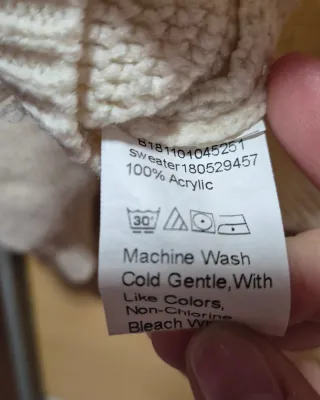 B181101045251
sweater180529457
100% Acrylic
30°
Machine Wash
Cold Gentle,With
Like Colors,
Non-Chlorine
Bleach